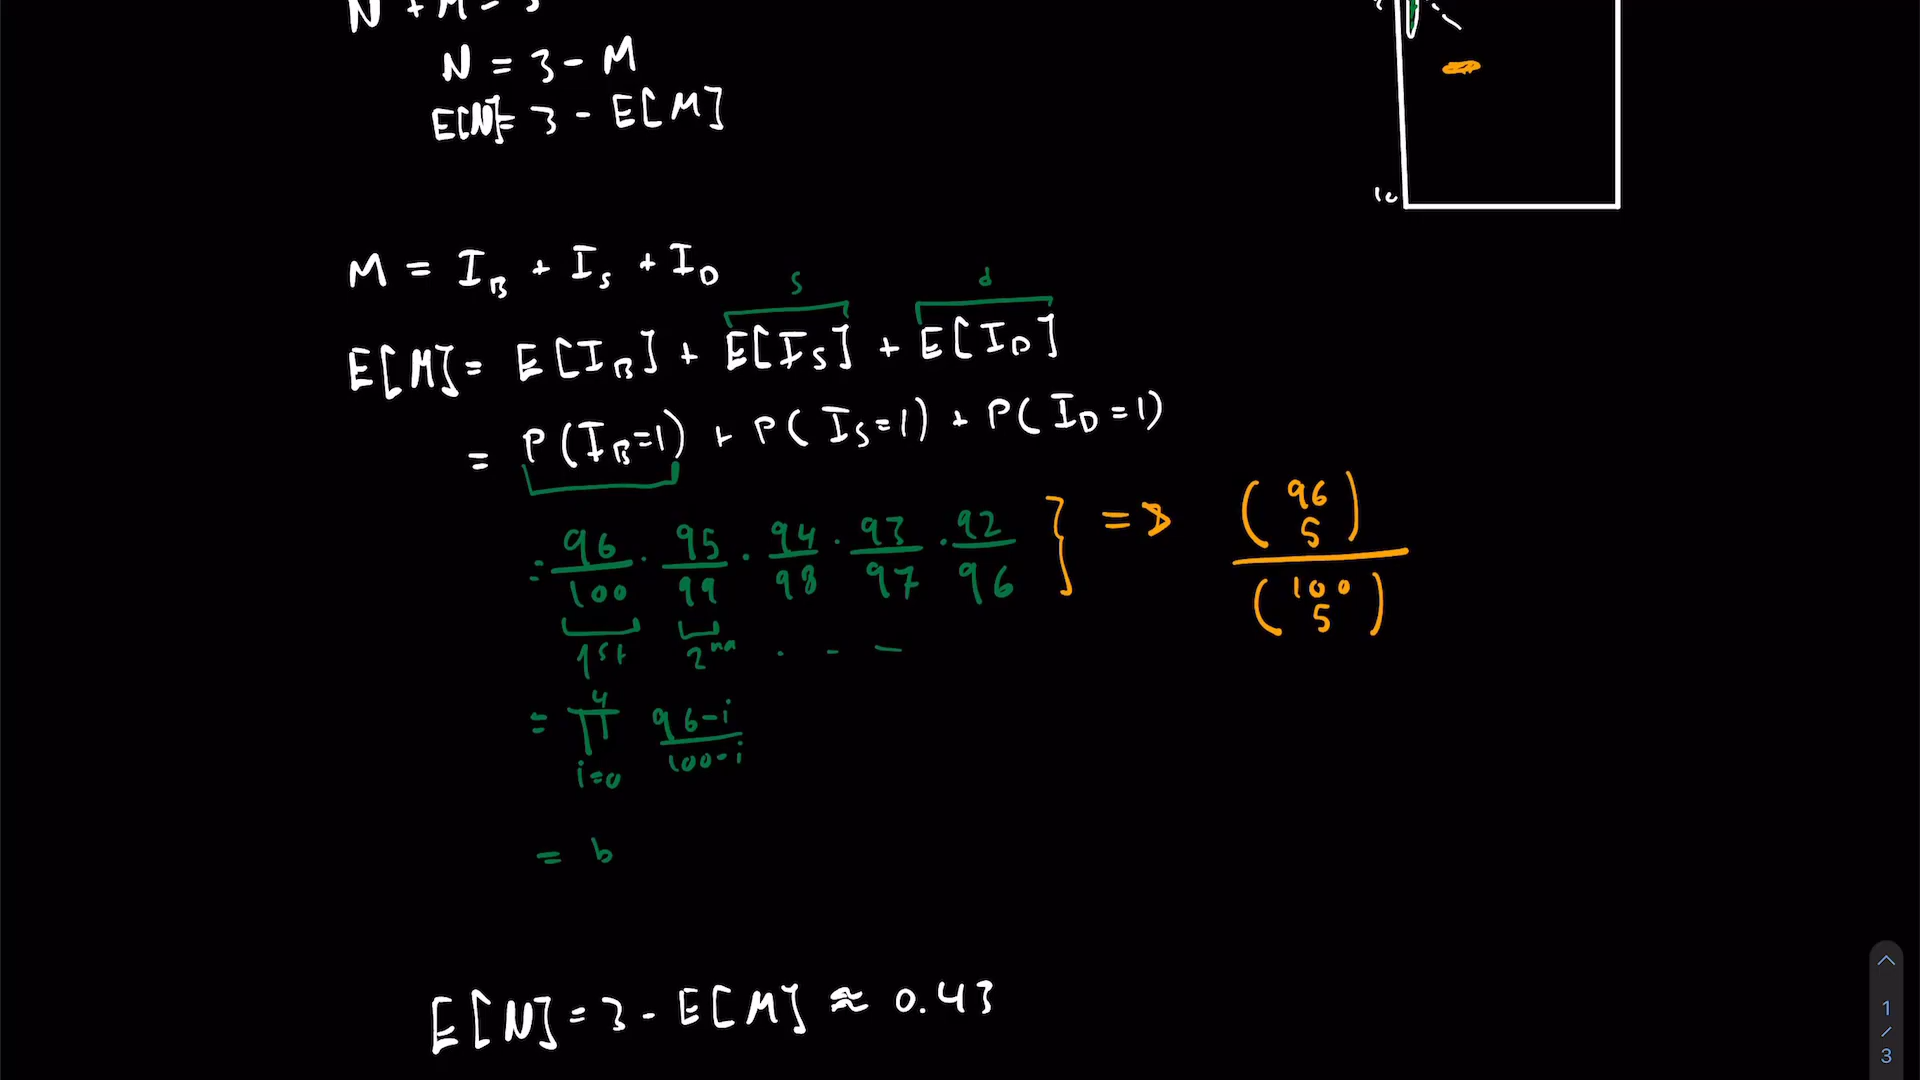 N + M = 3
N = 3 - M
E[N] = 3 - E[M]
10
M = I_B + I_S + I_D
s d
E[M] = E[I_B] + E[I_S] + E[I_D]
= P(I_B=1) + P(I_S=1) + P(I_D=1)
= 96/100 · 95/99 · 94/98 · 93/97 · 92/96 } => (96 5)/(100 5)
1st 2nd . - —
= ∏_{i=0}^{4} (96-i)/(100-i)
= b
E[N] = 3 - E[M] ≈ 0.43
1
/
3